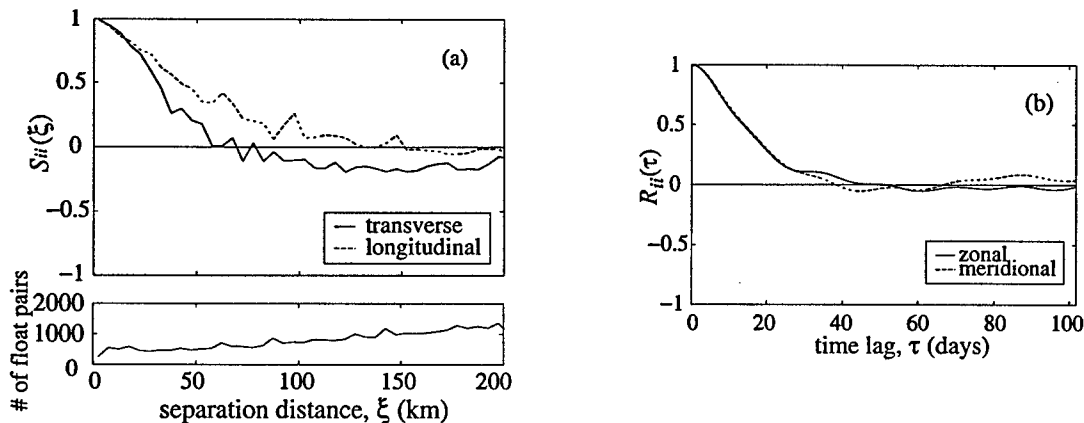 (a)
S_ii(ξ)
1
0.5
0
−0.5
−1
transverse
longitudinal
# of float pairs
2000
1000
0
0 50 100 150 200
separation distance, ξ (km)
(b)
R_ii(τ)
1
0.5
0
−0.5
−1
zonal
meridional
0 20 40 60 80 100
time lag, τ (days)